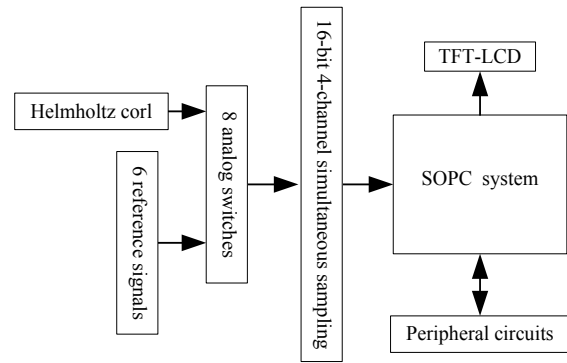 Helmholtz corl
6 reference signals
8 analog switches
16-bit 4-channel simultaneous sampling
TFT-LCD
SOPC system
Peripheral circuits